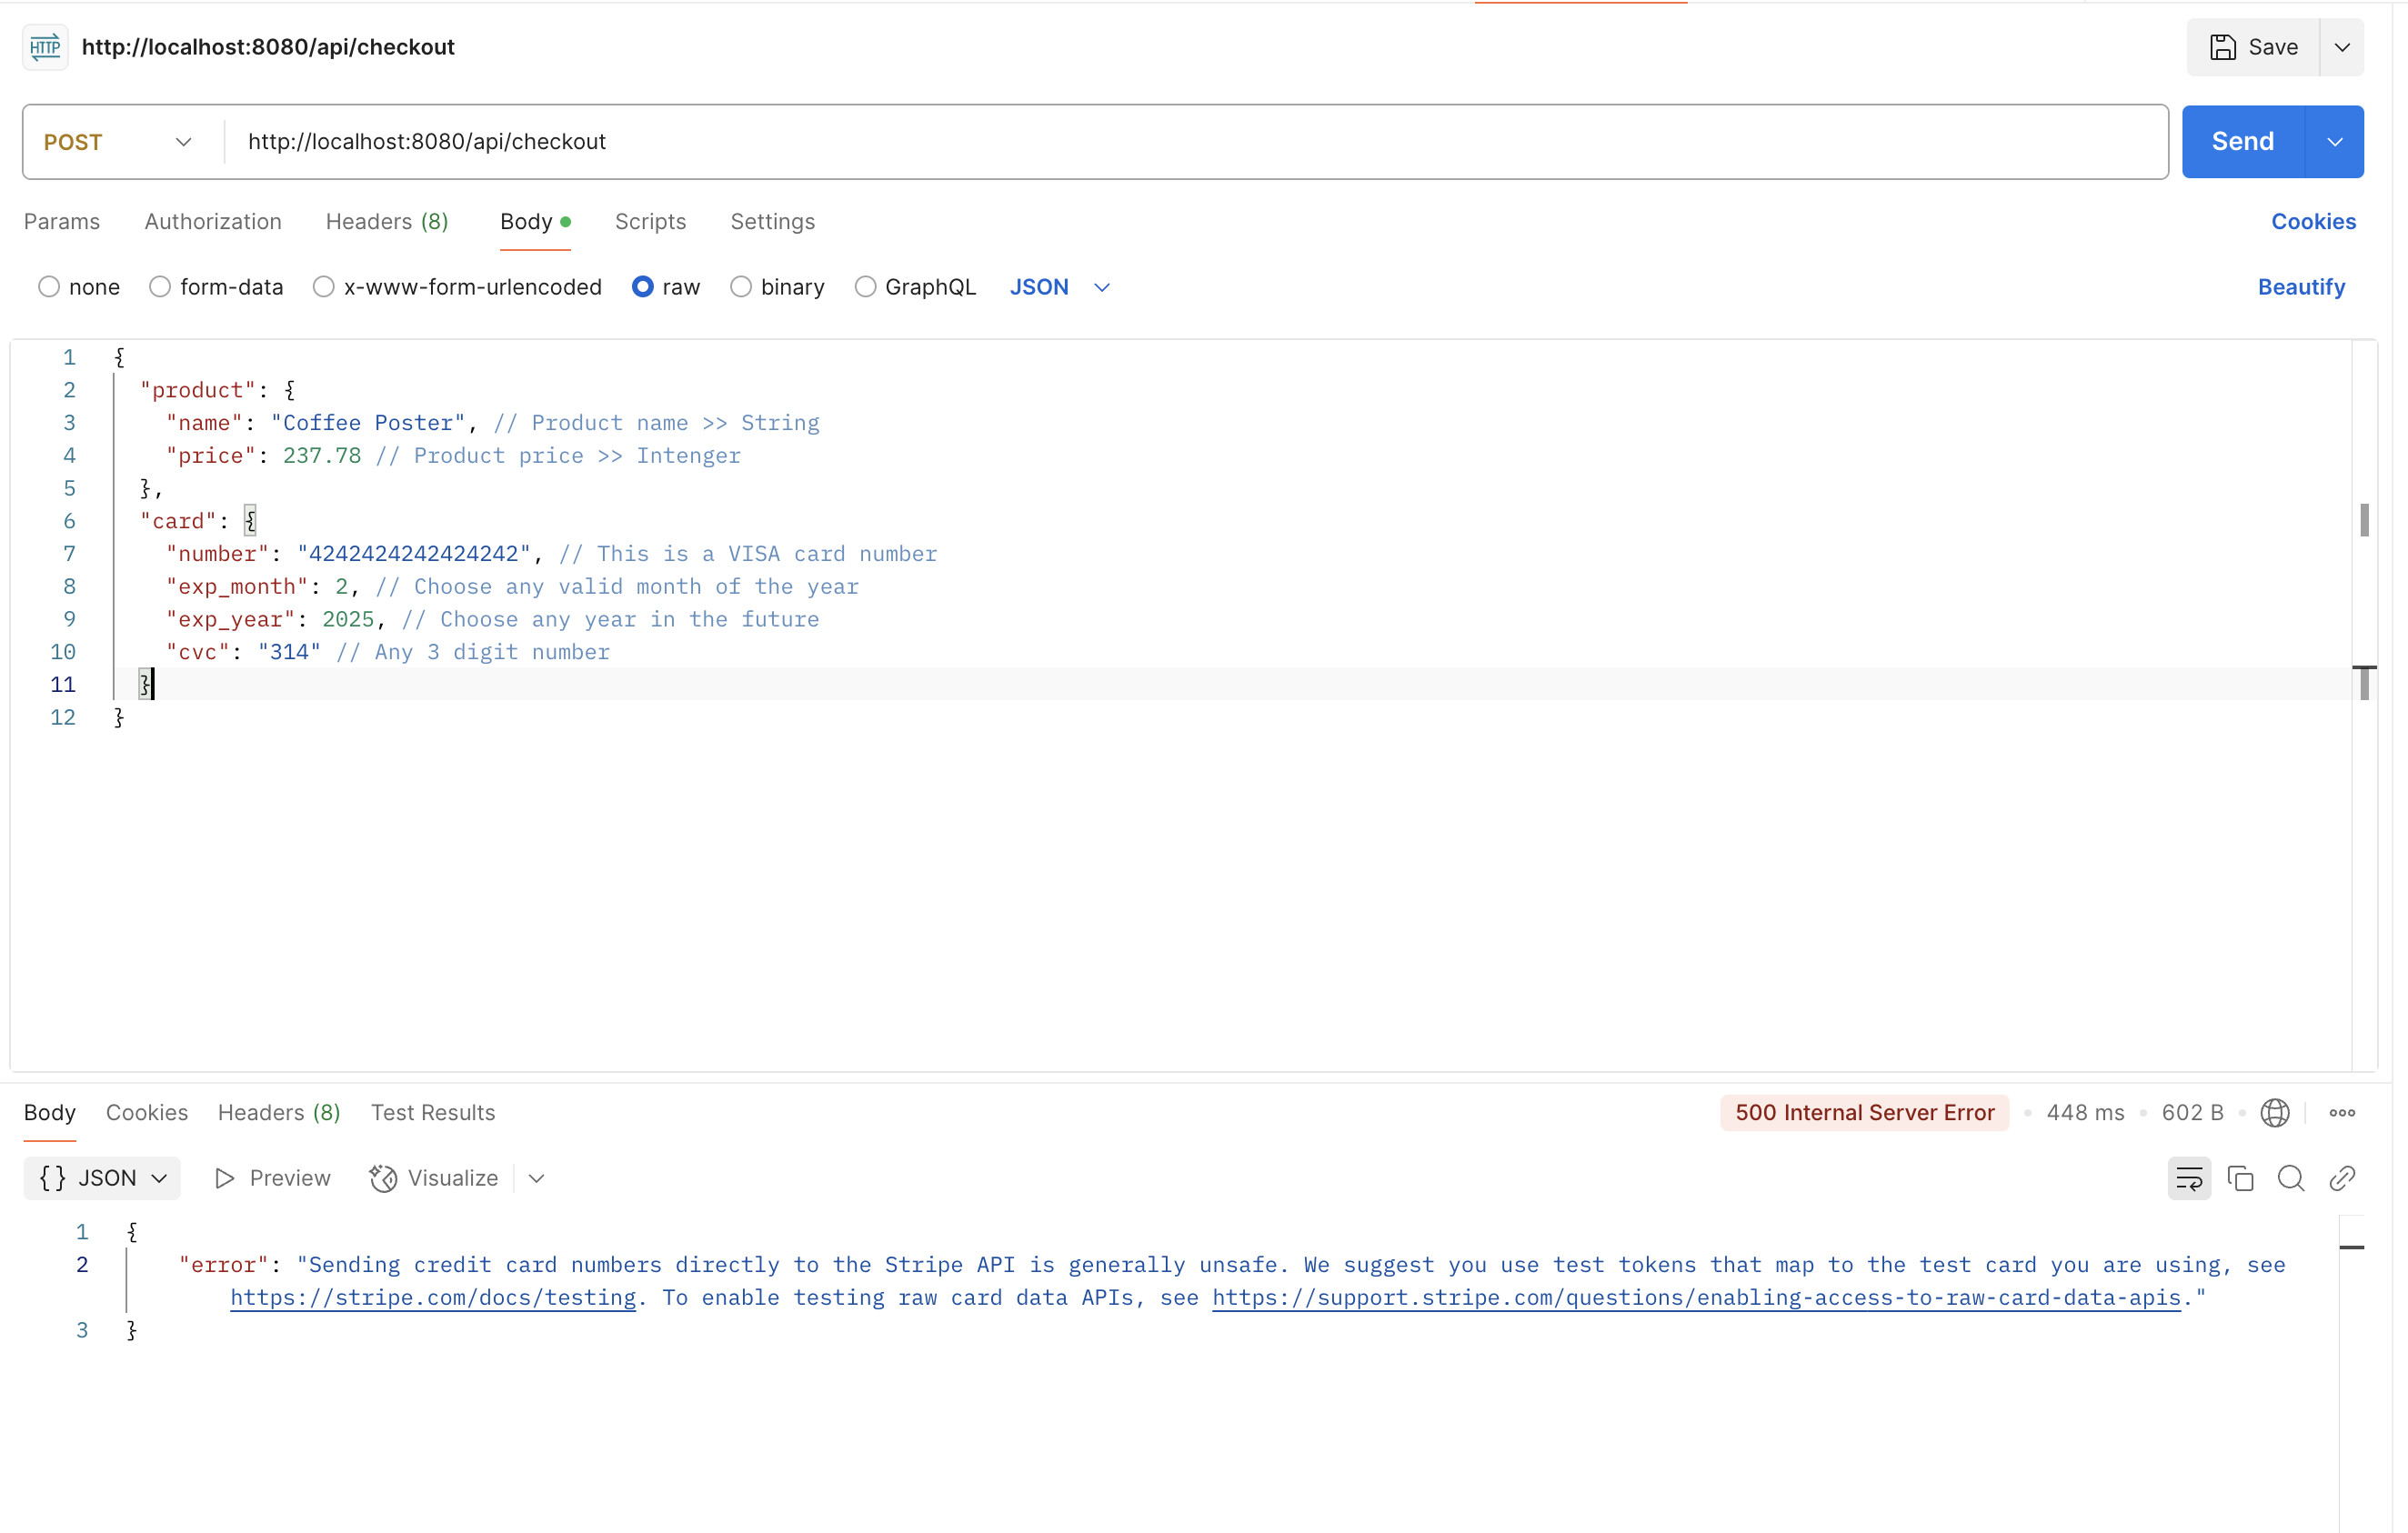 HTTP http://localhost:8080/api/checkout Save
POST http://localhost:8080/api/checkout Send
Params Authorization Headers (8) Body Scripts Settings Cookies
none form-data x-www-form-urlencoded raw binary GraphQL JSON Beautify
1 {
2 "product": {
3 "name": "Coffee Poster", // Product name >> String
4 "price": 237.78 // Product price >> Intenger
5 },
6 "card": {
7 "number": "4242424242424242", // This is a VISA card number
8 "exp_month": 2, // Choose any valid month of the year
9 "exp_year": 2025, // Choose any year in the future
10 "cvc": "314" // Any 3 digit number
11 }
12 }
Body Cookies Headers (8) Test Results 500 Internal Server Error • 448 ms • 602 B •
{} JSON Preview Visualize
1 {
2 "error": "Sending credit card numbers directly to the Stripe API is generally unsafe. We suggest you use test tokens that map to the test card you are using, see
https://stripe.com/docs/testing. To enable testing raw card data APIs, see https://support.stripe.com/questions/enabling-access-to-raw-card-data-apis."
3 }